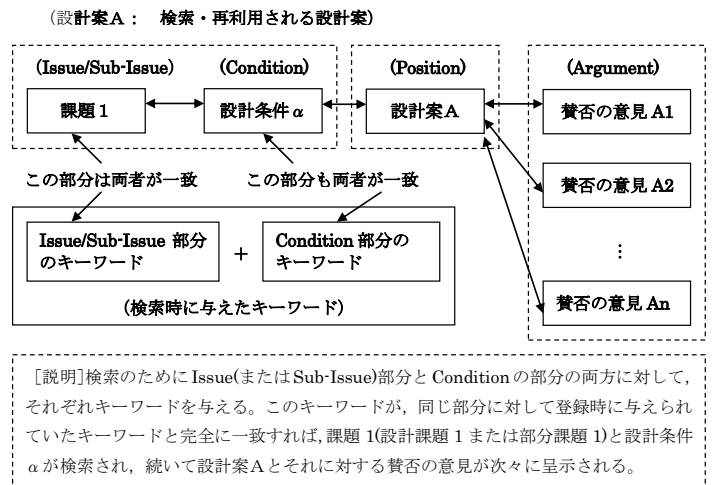 （設計案Ａ： 検索・再利用される設計案）
(Issue/Sub-Issue) (Condition) (Position) (Argument)
課題１ 設計条件α 設計案Ａ 賛否の意見 A1
この部分は両者が一致 この部分も両者が一致
賛否の意見 A2
Issue/Sub-Issue 部分
のキーワード
＋
Condition 部分の
キーワード
⋮
(検索時に与えたキーワード)
賛否の意見 An
［説明]検索のために Issue(または Sub-Issue)部分と Condition の部分の両方に対して，
それぞれキーワードを与える。このキーワードが，同じ部分に対して登録時に与えられ
ていたキーワードと完全に一致すれば，課題 1(設計課題 1 または部分課題 1)と設計条件
αが検索され，続いて設計案Ａとそれに対する賛否の意見が次々に呈示される。